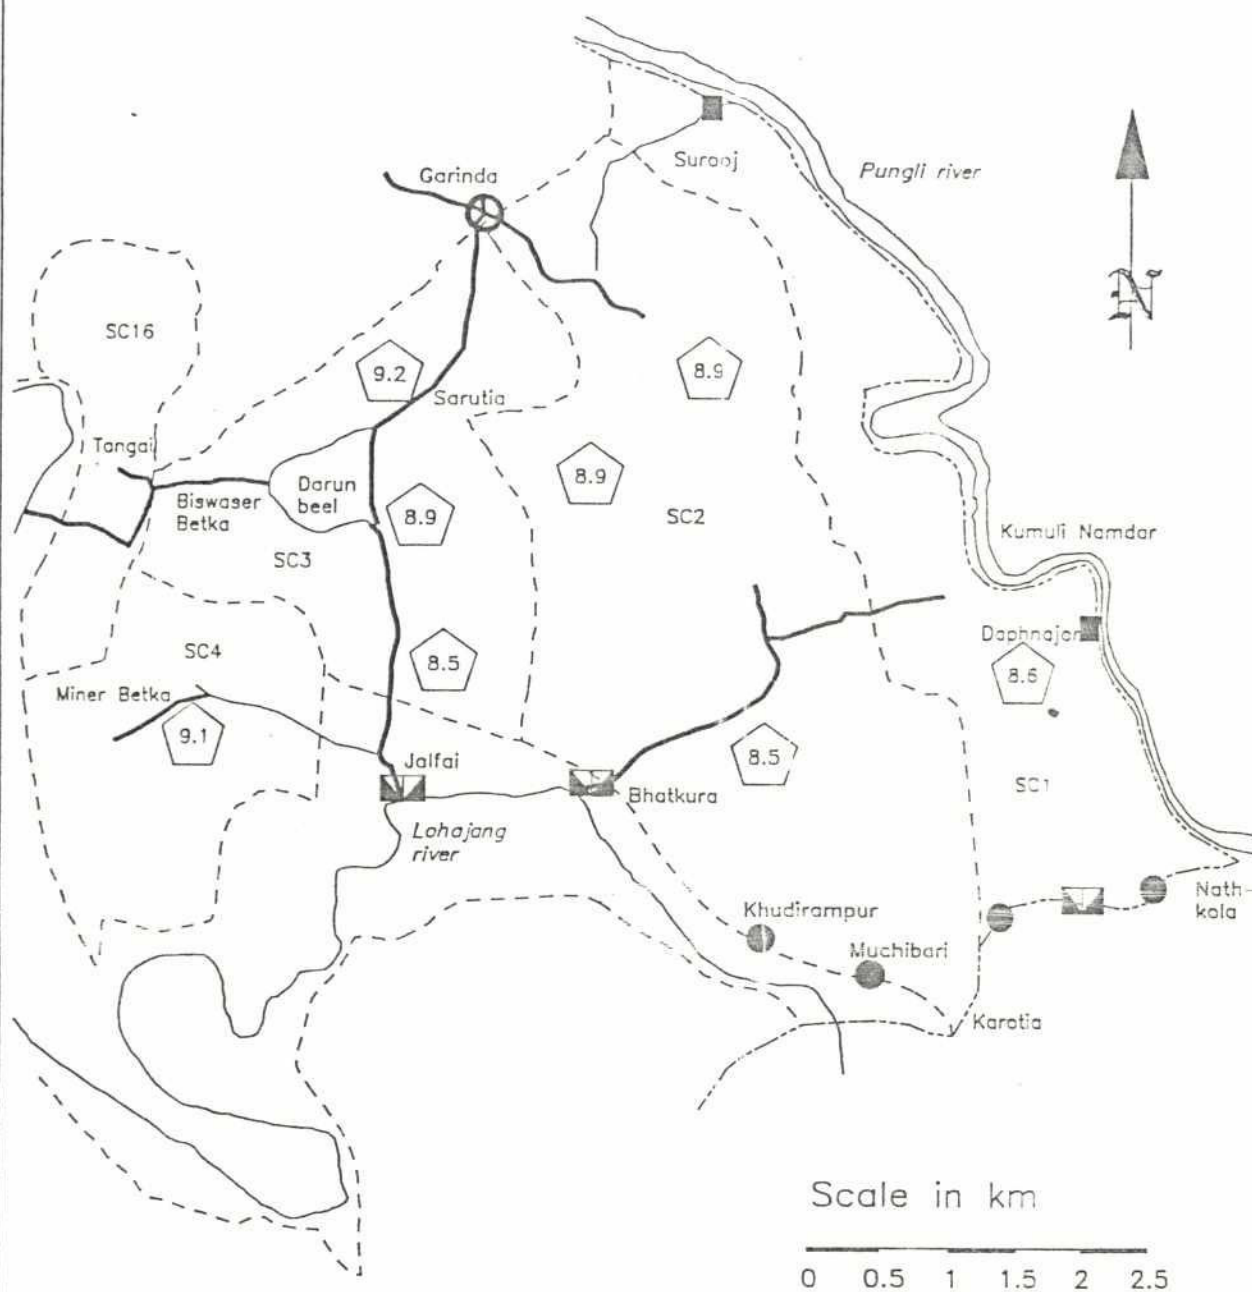 Surooj
Pungli river
Garinda
N
SC16
9.2
8.9
Sarutia
Tangai
Darun
beel
Biswaser
Betka
8.9
8.9
SC2
SC3
Kumuli Namdar
Daphnajan
SC4
8.5
8.6
Miner Betka
9.1
Jalfai
8.5
SC1
Bhatkura
Lohajang
river
Nath-
kola
Khudirampur
Muchibari
Karotia
Scale in km
0 0.5 1 1.5 2 2.5